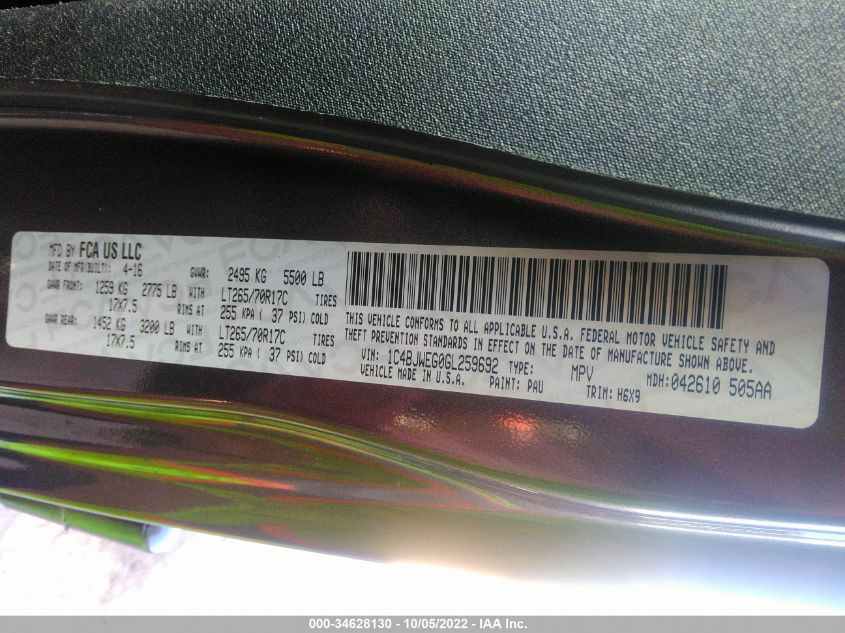 MFD BY FCA US LLC
DATE OF MFR(BUILT): 4-16 GVWR: 2495 KG 5500 LB
GAWR FRONT: 1259 KG 2775 LB WITH LT265/70R17C TIRES
17X7.5 RIMS AT 255 KPA ( 37 PSI) COLD
GAWR REAR: 1452 KG 3200 LB WITH LT265/70R17C TIRES
17X7.5 RIMS AT 255 KPA ( 37 PSI) COLD
THIS VEHICLE CONFORMS TO ALL APPLICABLE U.S.A. FEDERAL MOTOR VEHICLE SAFETY AND
THEFT PREVENTION STANDARDS IN EFFECT ON THE DATE OF MANUFACTURE SHOWN ABOVE.
VIN: 1C4BJWEG0GL259692 TYPE: MPV MDH: 042610 505AA
VEHICLE MADE IN U.S.A. PAINT: PAU TRIM: H6X9
000-34628130 - 10/05/2022 - IAA Inc.